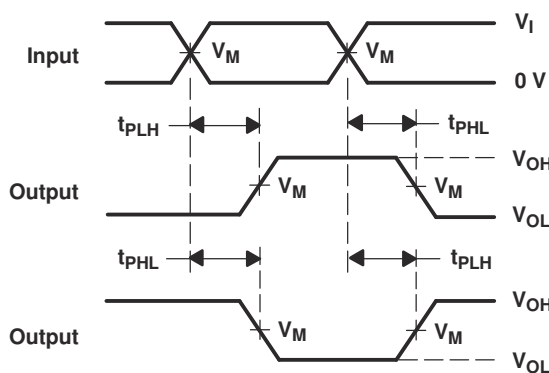 V_I
Input V_M V_M
0 V
t_PLH t_PHL
V_OH
Output V_M V_M
V_OL
t_PHL t_PLH
V_OH
Output V_M V_M
V_OL